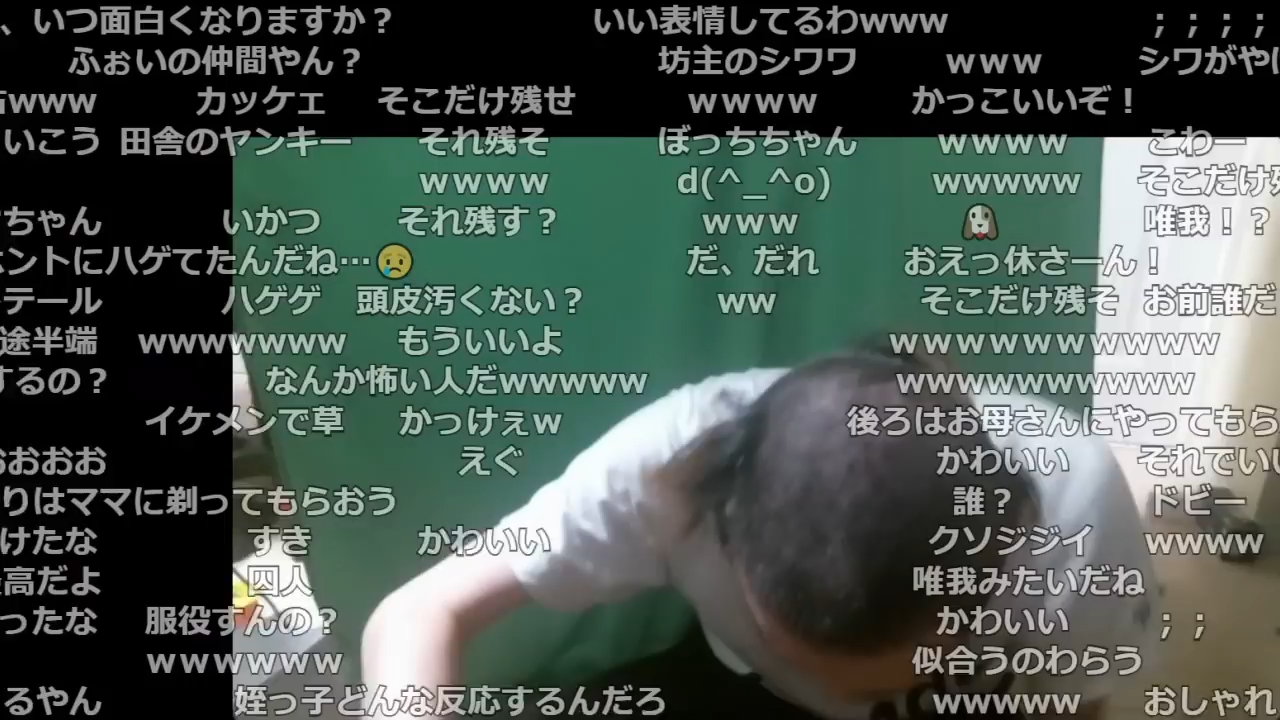 、いつ面白くなりますか？ いい表情してるわwww ；；；；
ふぉいの仲間やん？ 坊主のシワワ ｗｗｗ シワがやば
www カッケェ そこだけ残せ ｗｗｗｗ かっこいいぞ！
いこう 田舎のヤンキー それ残そ ぼっちちゃん ｗｗｗｗ こわー
ｗｗｗｗ d(^_^o) ｗｗｗｗｗ そこだけ残
ちゃん いかつ それ残す？ ｗｗｗ 唯我！？
ホントにハゲてたんだね…😢 だ、だれ おえっ休さーん！
テール ハゲゲ 頭皮汚くない？ ww そこだけ残そ お前誰だ
途半端 wwwwwww もういいよ ｗｗｗｗｗｗｗｗｗｗ
するの？ なんか怖い人だwwwww ｗｗｗｗｗｗｗｗｗ
イケメンで草 かっけぇw 後ろはお母さんにやってもら
おおおお えぐ かわいい それでい
りはママに剃ってもらおう 誰？ ドビー
けたな すき かわいい クソジジイ wwww
高だよ 囚人 唯我みたいだね
ったな 服役すんの？ かわいい ；；
ｗｗｗｗｗｗ 似合うのわらう
るやん 姪っ子どんな反応するんだろ ｗｗｗｗｗ おしゃれ